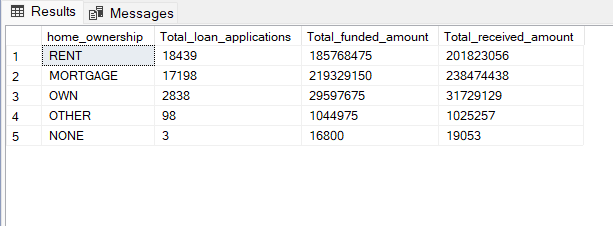 Results Messages
home_ownership Total_loan_applications Total_funded_amount Total_received_amount
1 RENT 18439 185768475 201823056
2 MORTGAGE 17198 219329150 238474438
3 OWN 2838 29597675 31729129
4 OTHER 98 1044975 1025257
5 NONE 3 16800 19053